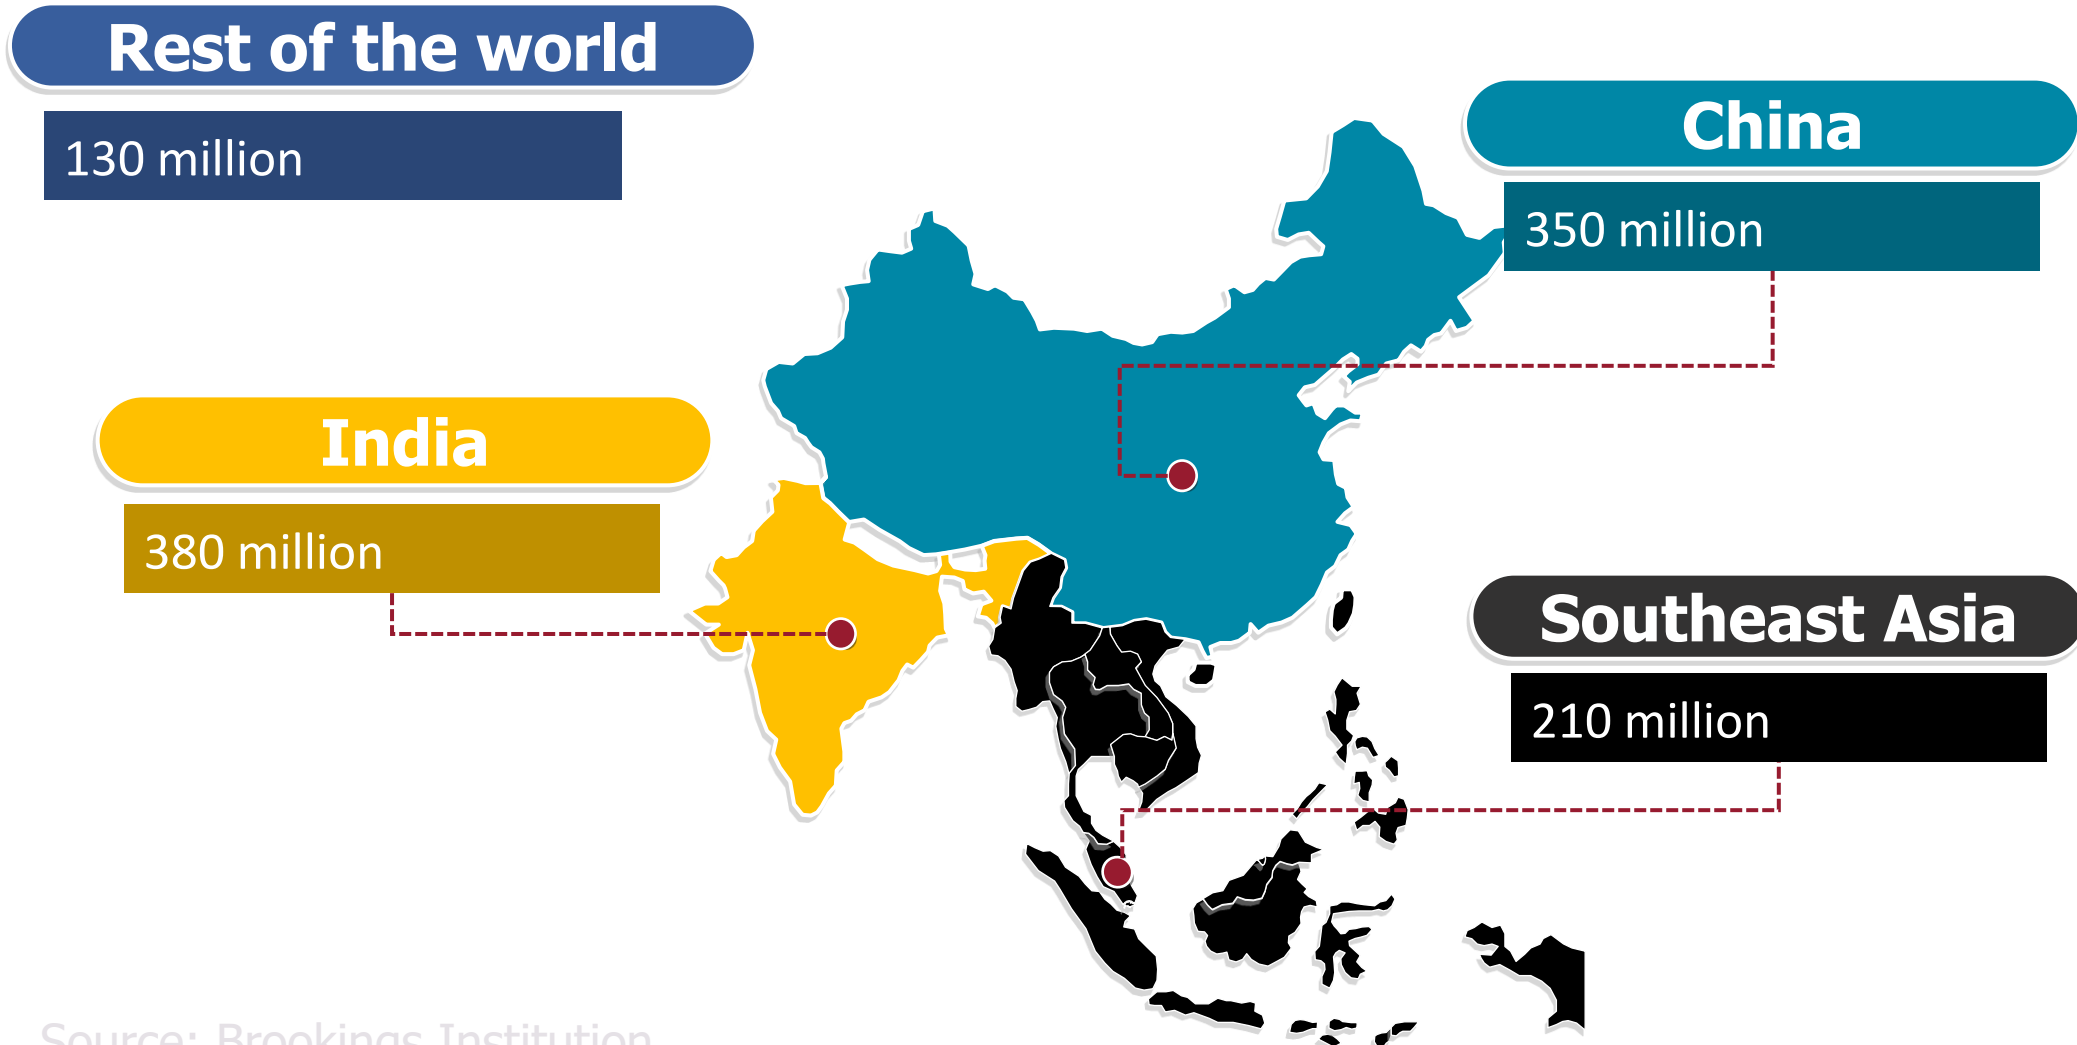 Rest of the world
130 million
China
350 million
India
380 million
Southeast Asia
210 million
Source: Brookings Institution